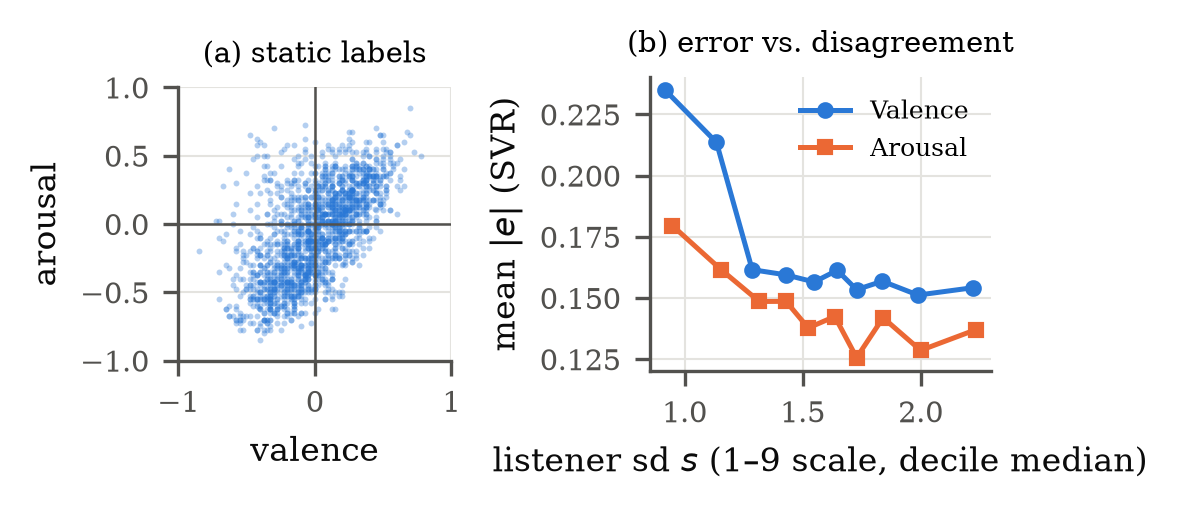 (a) static labels
1.0
0.5
0.0
−0.5
−1.0
−1
0
1
arousal
valence
(b) error vs. disagreement
0.225
0.200
0.175
0.150
0.125
1.0
1.5
2.0
mean |e| (SVR)
listener sd s (1–9 scale, decile median)
Valence
Arousal